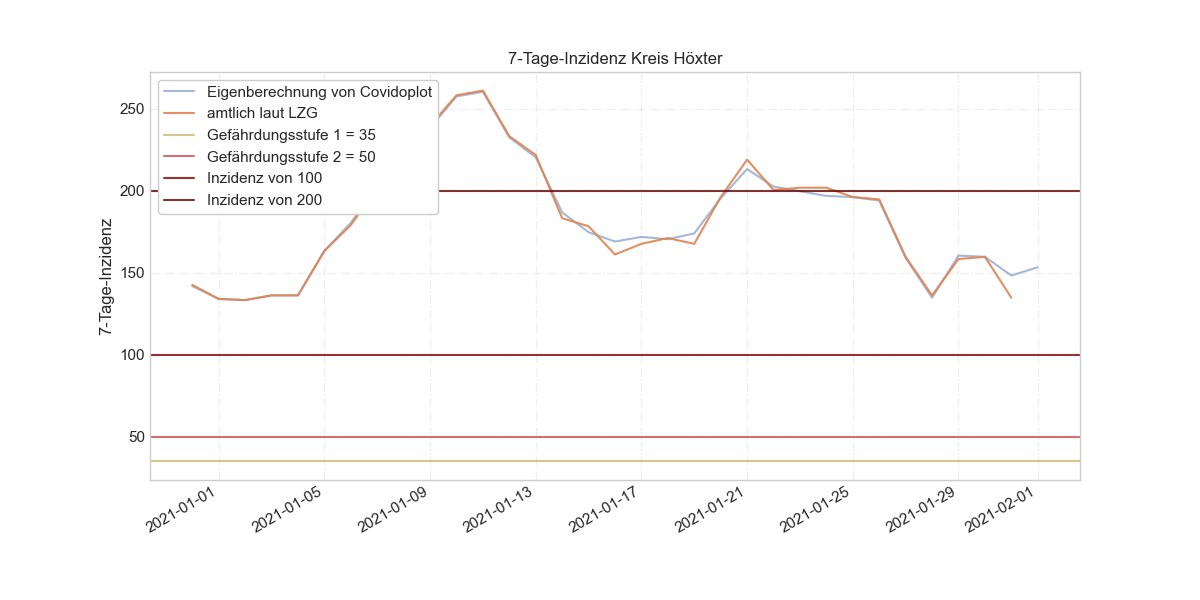 7-Tage-Inzidenz Kreis Höxter
Eigenberechnung von Covidoplot
amtlich laut LZG
Gefährdungsstufe 1 = 35
Gefährdungsstufe 2 = 50
Inzidenz von 100
Inzidenz von 200
7-Tage-Inzidenz
250
200
150
100
50
2021-01-01
2021-01-05
2021-01-09
2021-01-13
2021-01-17
2021-01-21
2021-01-25
2021-01-29
2021-02-01